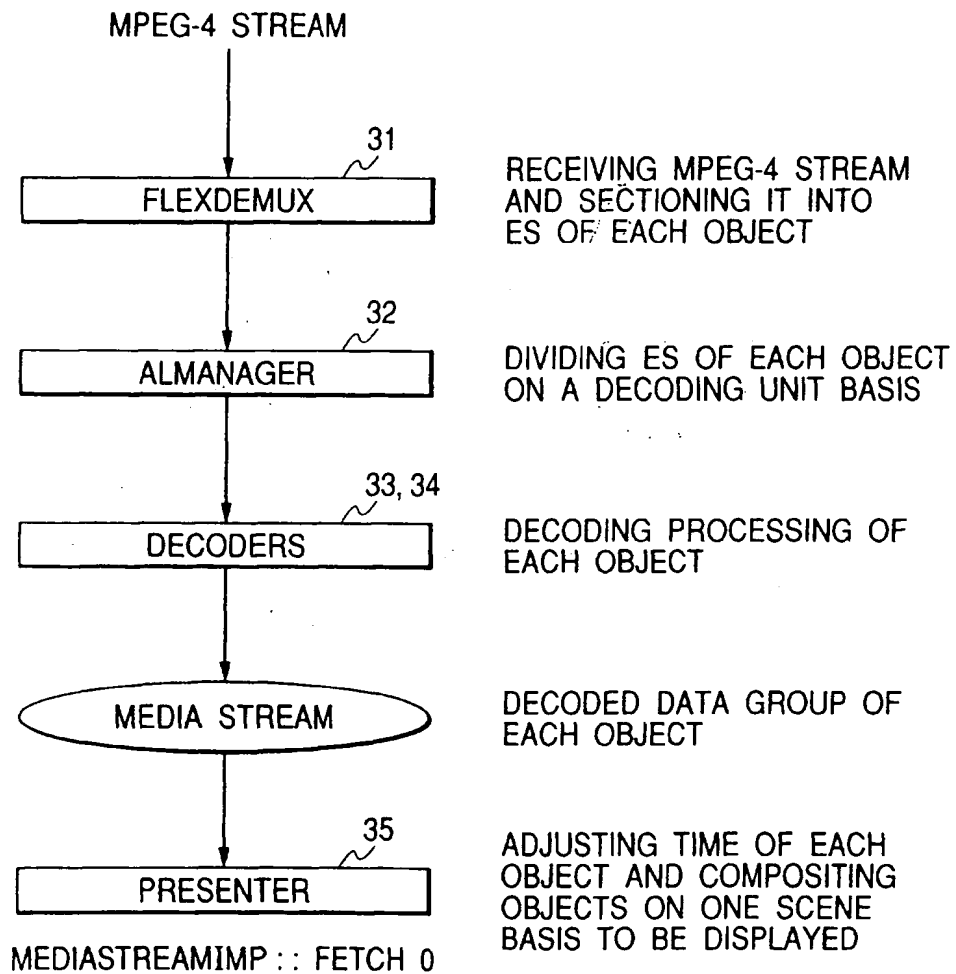 MPEG-4 STREAM
31
FLEXDEMUX
RECEIVING MPEG-4 STREAM
AND SECTIONING IT INTO
ES OF EACH OBJECT
32
ALMANAGER
DIVIDING ES OF EACH OBJECT
ON A DECODING UNIT BASIS
33, 34
DECODERS
DECODING PROCESSING OF
EACH OBJECT
MEDIA STREAM
DECODED DATA GROUP OF
EACH OBJECT
35
PRESENTER
ADJUSTING TIME OF EACH
OBJECT AND COMPOSITING
OBJECTS ON ONE SCENE
BASIS TO BE DISPLAYED
MEDIASTREAMIMP : : FETCH 0